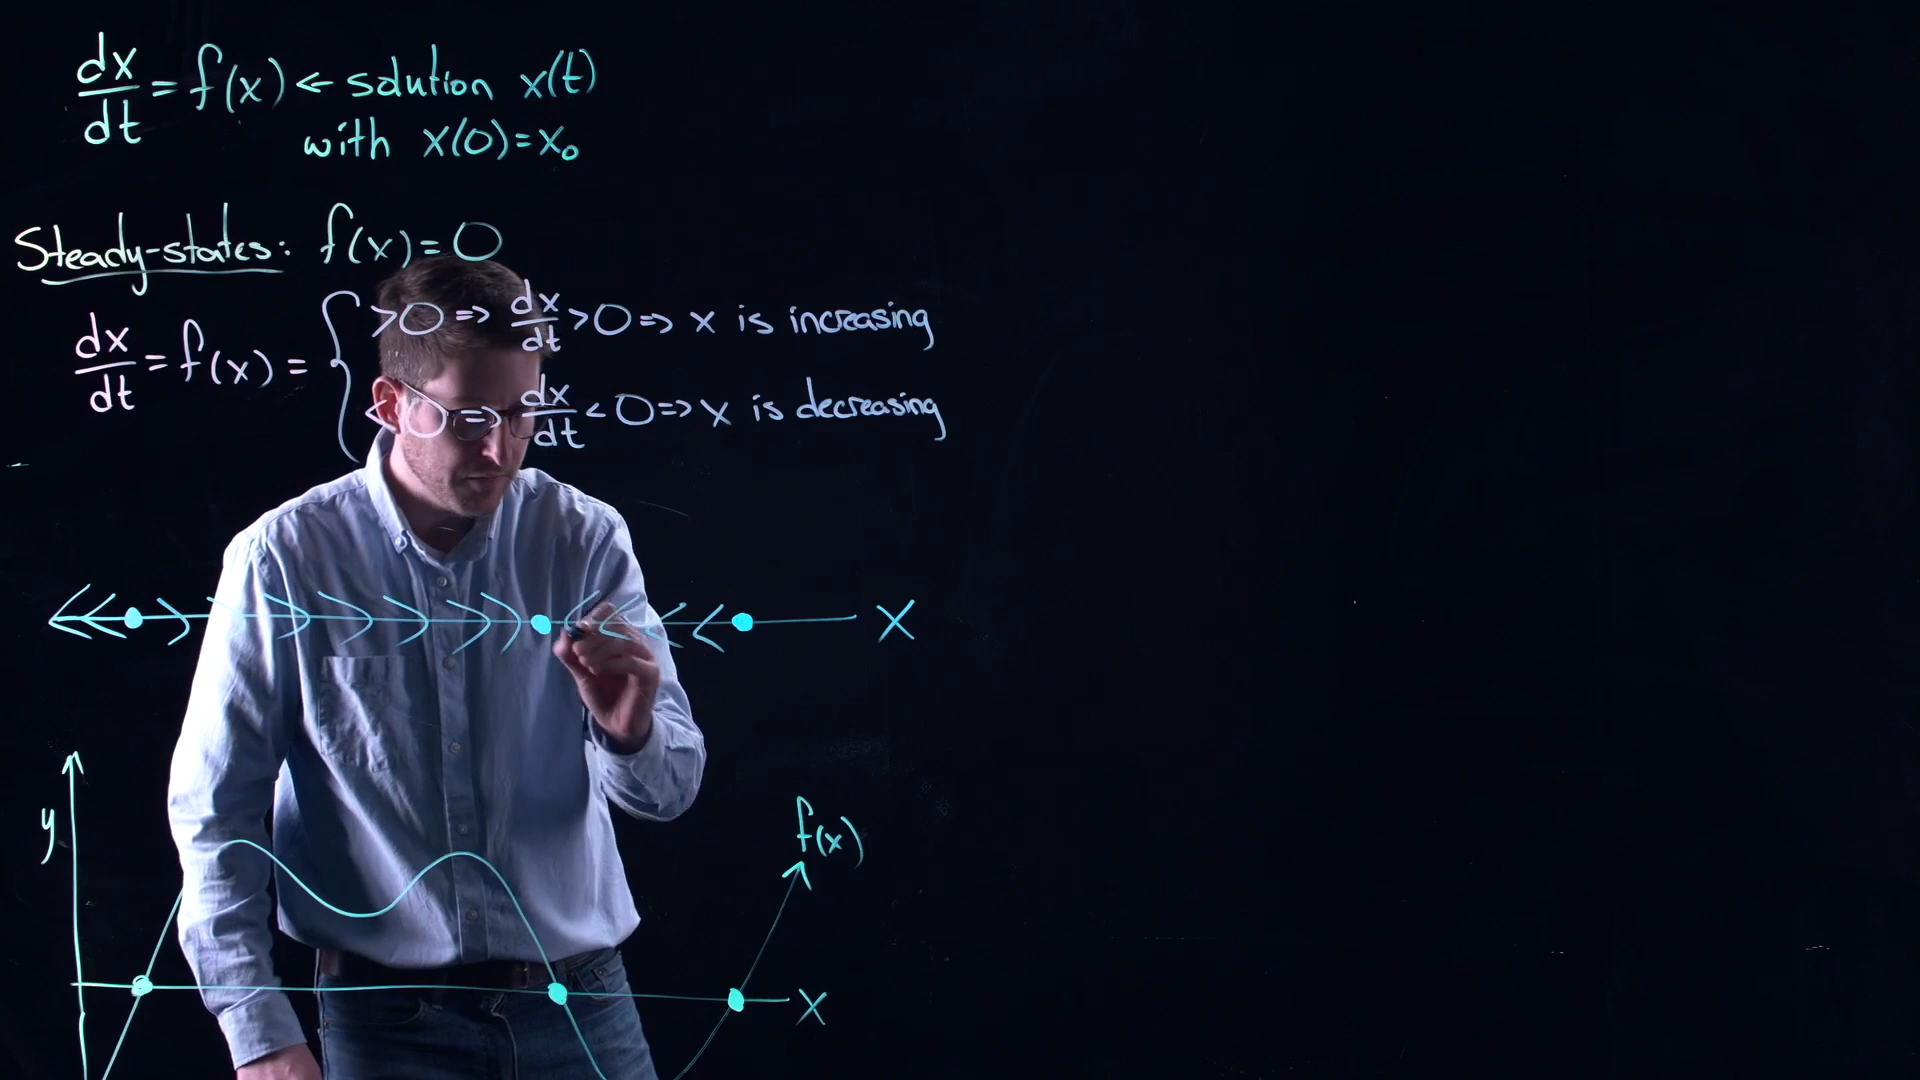 dx/dt = f(x) ← solution x(t)
with x(0)=x₀
Steady-states: f(x)=0
dx/dt = f(x) = { >0 ⇒ dx/dt >0 ⇒ x is increasing
<0 ⇒ dx/dt <0 ⇒ x is decreasing
x
y
f(x)
x